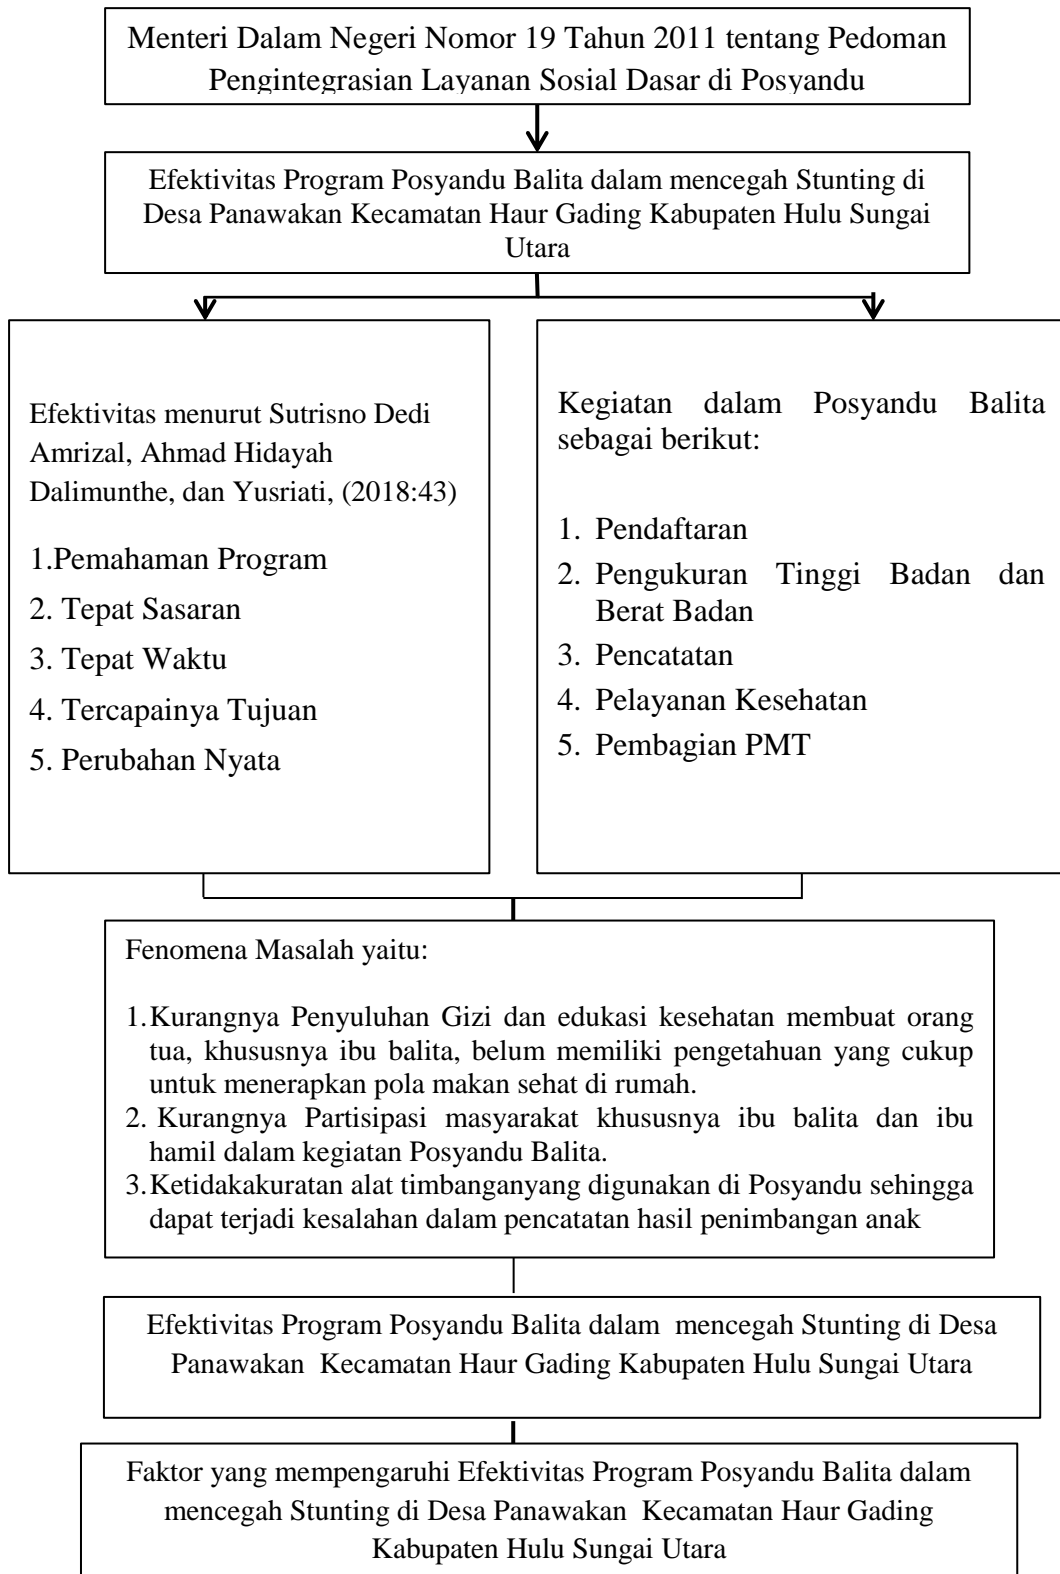 Menteri Dalam Negeri Nomor 19 Tahun 2011 tentang Pedoman
Pengintegrasian Layanan Sosial Dasar di Posyandu
Efektivitas Program Posyandu Balita dalam mencegah Stunting di
Desa Panawakan Kecamatan Haur Gading Kabupaten Hulu Sungai
Utara
Efektivitas menurut Sutrisno Dedi
Amrizal, Ahmad Hidayah
Dalimunthe, dan Yusriati, (2018:43)
1.Pemahaman Program
2. Tepat Sasaran
3. Tepat Waktu
4. Tercapainya Tujuan
5. Perubahan Nyata
Kegiatan dalam Posyandu Balita
sebagai berikut:
1. Pendaftaran
2. Pengukuran Tinggi Badan dan
Berat Badan
3. Pencatatan
4. Pelayanan Kesehatan
5. Pembagian PMT
Fenomena Masalah yaitu:
1.Kurangnya Penyuluhan Gizi dan edukasi kesehatan membuat orang
tua, khususnya ibu balita, belum memiliki pengetahuan yang cukup
untuk menerapkan pola makan sehat di rumah.
2. Kurangnya Partisipasi masyarakat khususnya ibu balita dan ibu
hamil dalam kegiatan Posyandu Balita.
3.Ketidakakuratan alat timbanganyang digunakan di Posyandu sehingga
dapat terjadi kesalahan dalam pencatatan hasil penimbangan anak
Efektivitas Program Posyandu Balita dalam mencegah Stunting di Desa
Panawakan Kecamatan Haur Gading Kabupaten Hulu Sungai Utara
Faktor yang mempengaruhi Efektivitas Program Posyandu Balita dalam
mencegah Stunting di Desa Panawakan Kecamatan Haur Gading
Kabupaten Hulu Sungai Utara